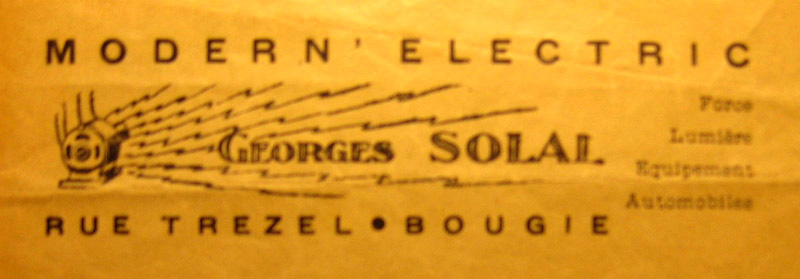 MODERN' ELECTRIC
GEORGES SOLAL
Force
Lumière
Equipement
Automobiles
RUE TREZEL • BOUGIE